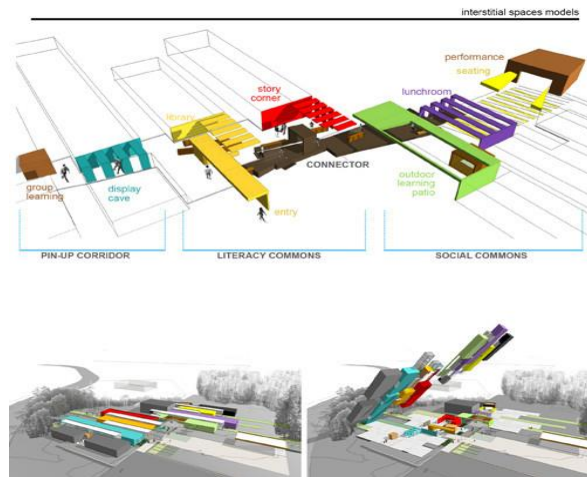 interstitial spaces models
performance
seating
story
corner
lunchroom
library
CONNECTOR
group
learning
display
cave
outdoor
learning
patio
entry
PIN-UP CORRIDOR
LITERACY COMMONS
SOCIAL COMMONS